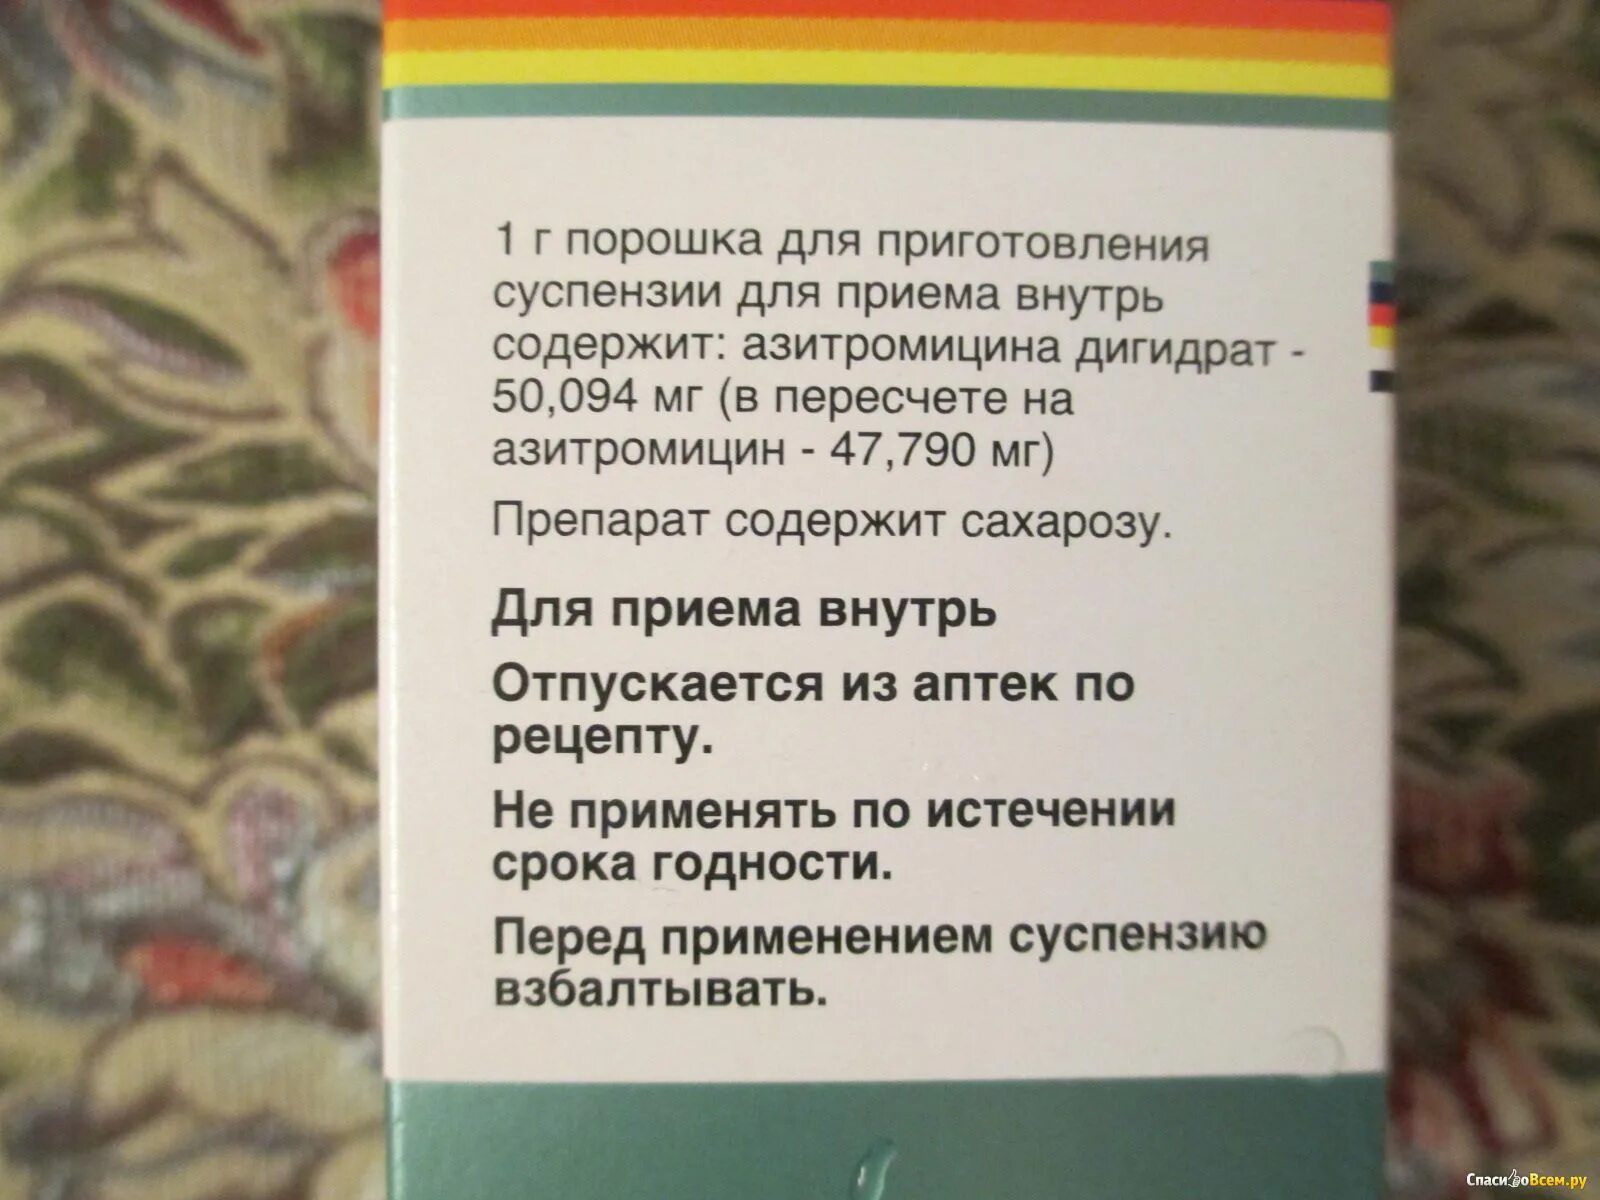 1 г порошка для приготовления
суспензии для приема внутрь
содержит: азитромицина дигидрат -
50,094 мг (в пересчете на
азитромицин - 47,790 мг)
Препарат содержит сахарозу.
Для приема внутрь
Отпускается из аптек по
рецепту.
Не применять по истечении
срока годности.
Перед применением суспензию
взбалтывать.
СпасибоВсем.ру